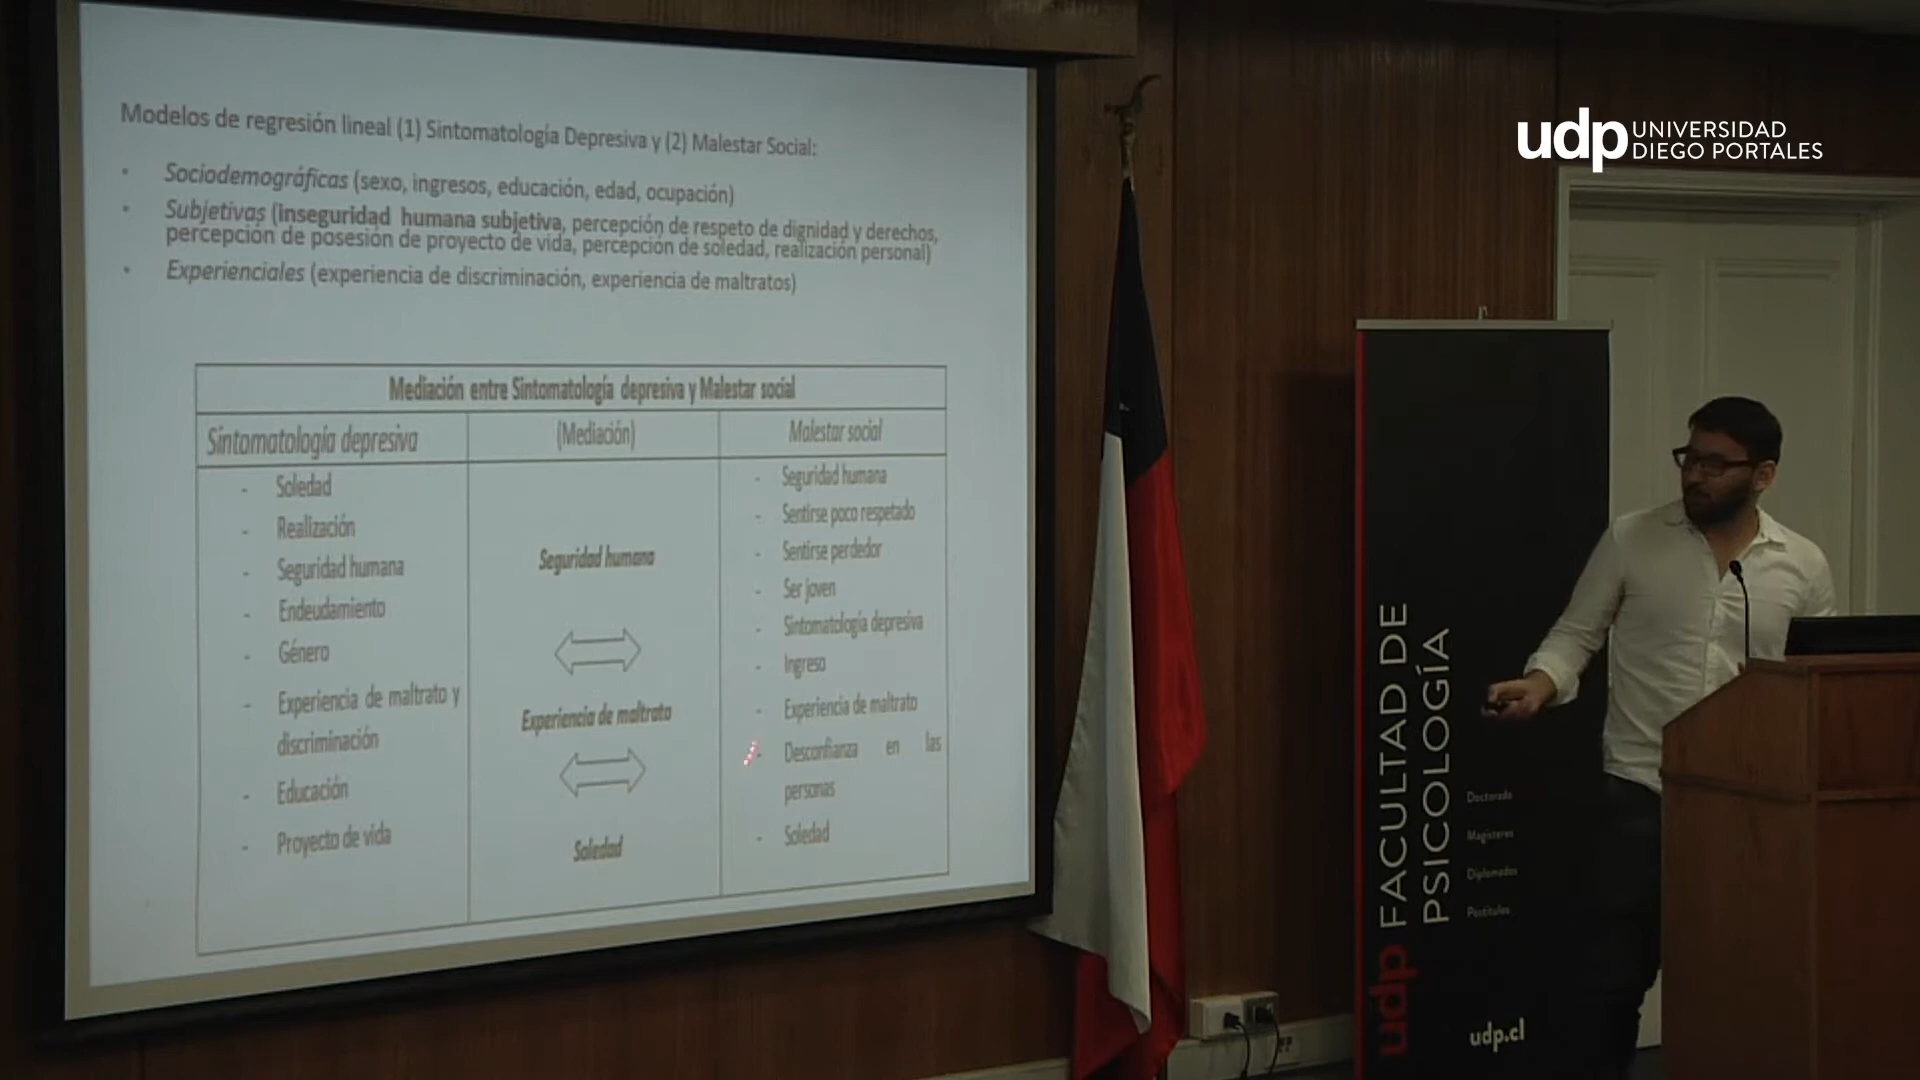 Modelos de regresión lineal (1) Sintomatología Depresiva y (2) Malestar Social:
• Sociodemográficas (sexo, ingresos, educación, edad, ocupación)
• Subjetivas (inseguridad humana subjetiva, percepción de respeto de dignidad y derechos,
percepción de posesión de proyecto de vida, percepción de soledad, realización personal)
• Experienciales (experiencia de discriminación, experiencia de maltratos)
Mediación entre Sintomatología depresiva y Malestar social
Sintomatología depresiva
- Soledad
- Realización
- Seguridad humana
- Endeudamiento
- Género
- Experiencia de maltrato y
discriminación
- Educación
- Proyecto de vida
(Mediación)
Seguridad humana
Experiencia de maltrato
Soledad
Malestar social
- Seguridad humana
- Sentirse poco respetado
- Sentirse perdedor
- Ser joven
- Sintomatología depresiva
- Ingreso
- Experiencia de maltrato
- Desconfianza en las
personas
- Soledad
udp UNIVERSIDAD
DIEGO PORTALES
udp FACULTAD DE
PSICOLOGÍA
Doctorado
Magísteres
Diplomados
Postítulos
udp.cl